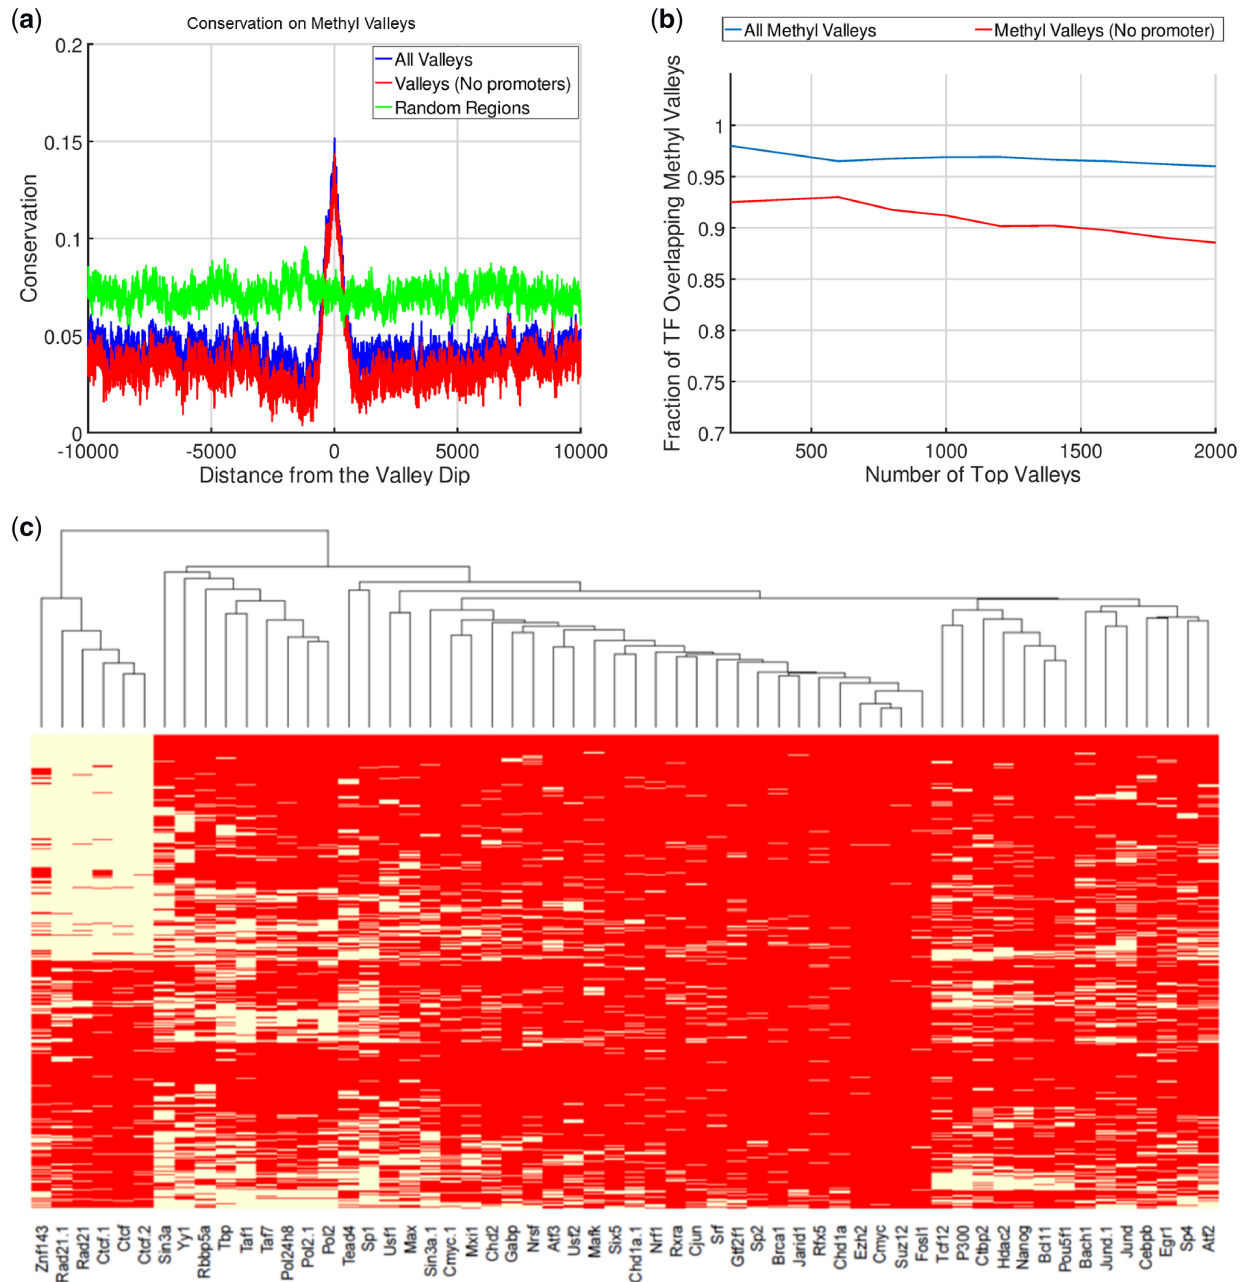 (a)
Conservation on Methyl Valleys
0.2
0.15
0.1
0.05
0
Conservation
All Valleys
Valleys (No promoters)
Random Regions
-10000 -5000 0 5000 10000
Distance from the Valley Dip
(b)
All Methyl Valleys Methyl Valleys (No promoter)
Fraction of TF Overlapping Methyl Valleys
1
0.95
0.9
0.85
0.8
0.75
0.7
500 1000 1500 2000
Number of Top Valleys
(c)
Znf143 Rad21.1 Rad21 Ctcf.1 Ctcf Ctcf.2 Sin3a Yy1 Rbbp5a Tbp Taf1 Taf7 Pol24h8 Pol2.1 Pol2 Tead4 Sp1 Usf1 Max Sin3a.1 Cmyc.1 Mxi1 Chd2 Gabp Nrsf Atf3 Usf2 Mafk Six5 Chd1a.1 Nrf1 Rxra Cjun Srf Gtf2f1 Sp2 Brca1 Jarid1 Rfx5 Chd1a Ezh2 Cmyc Suz12 Fosl1 Tcf12 P300 Ctbp2 Hdac2 Nanog Bcl11 Pou5f1 Bach1 Jund.1 Jund Cebpb Egr1 Sp4 Atf2